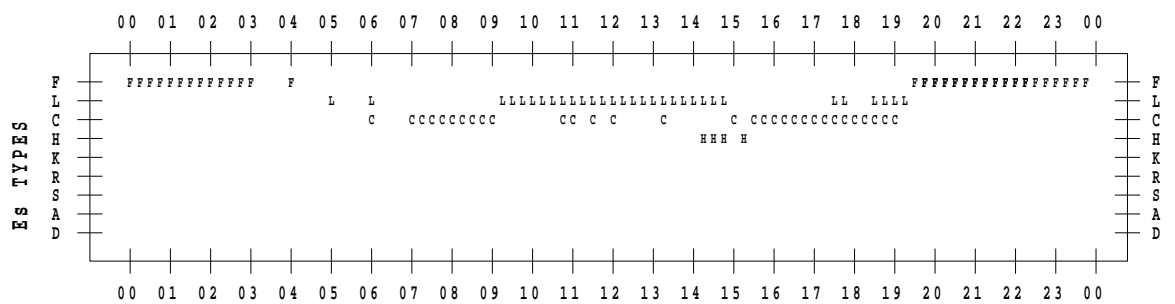 00 01 02 03 04 05 06 07 08 09 10 11 12 13 14 15 16 17 18 19 20 21 22 23 00
F FFFFFFFFFFFFF F FFFFFFFFFFFFFFFFFF F
L L L LLLLLLLLLLLLLLLLLLLLLLL LL LLLL L
C C CCCCCCCCC CC C C C C CCCCCCCCCCCCCCC C
H HHH H H
K K
R R
S S
A A
D D
Es TYPES
00 01 02 03 04 05 06 07 08 09 10 11 12 13 14 15 16 17 18 19 20 21 22 23 00